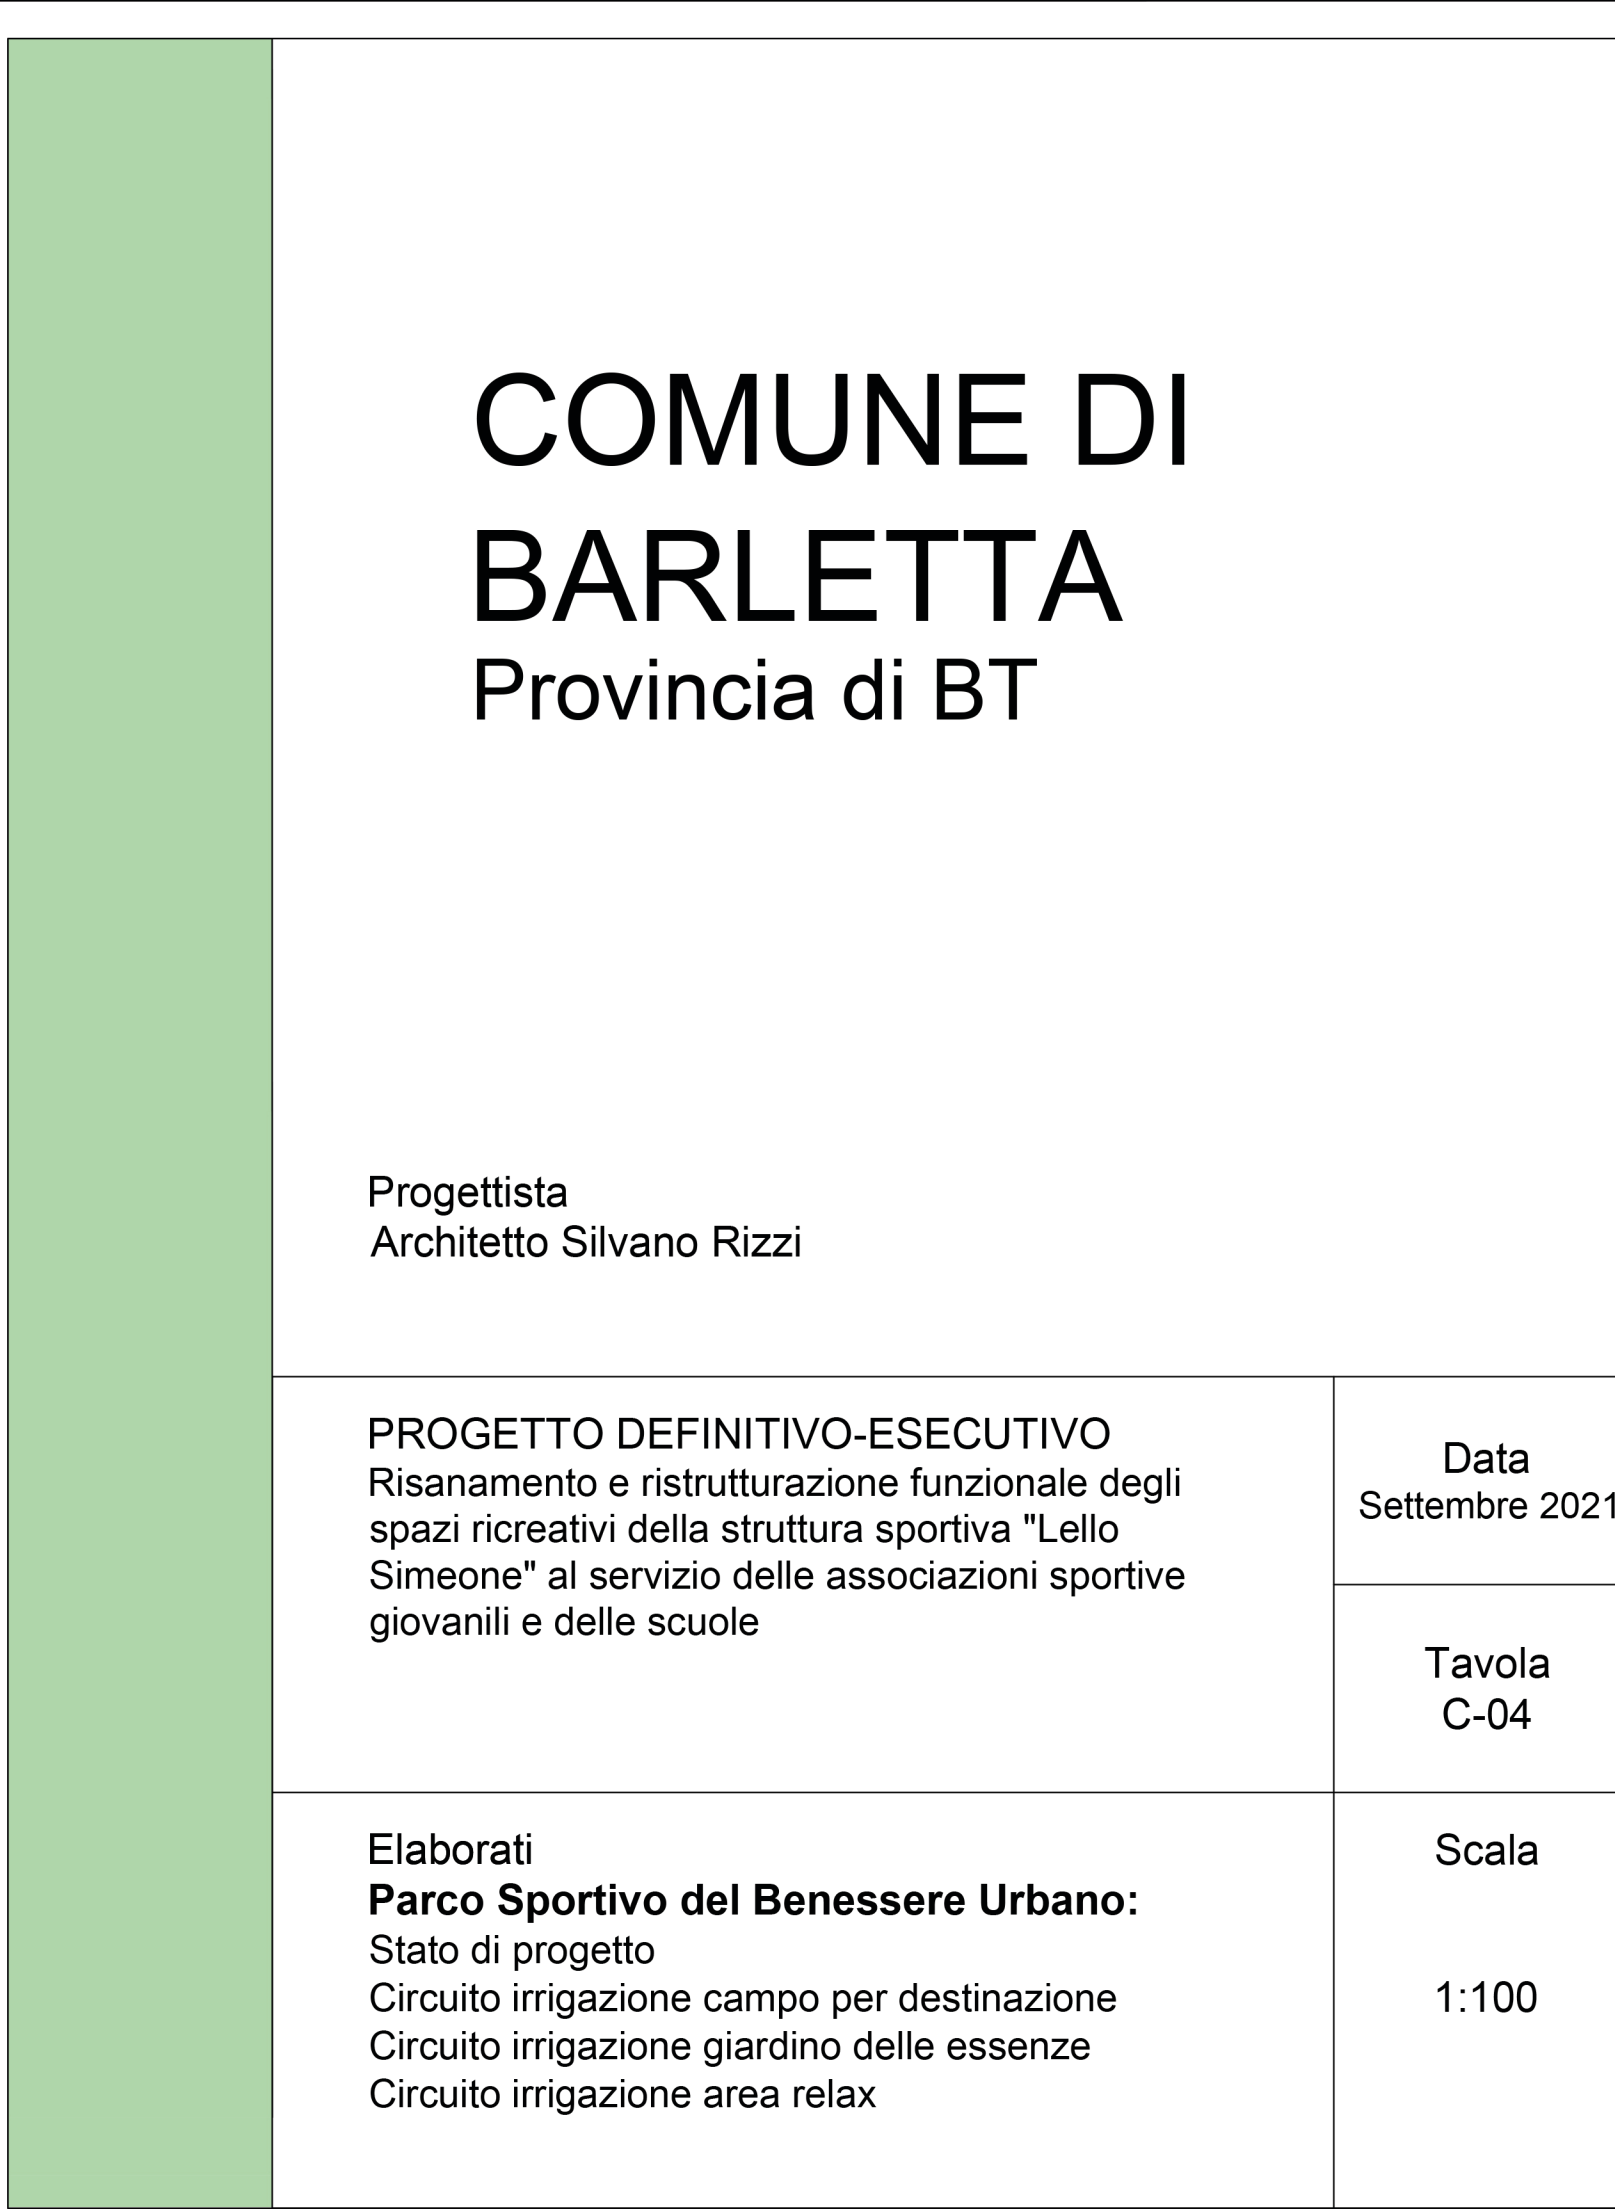 COMUNE DI
BARLETTA
Provincia di BT
Progettista
Architetto Silvano Rizzi
PROGETTO DEFINITIVO-ESECUTIVO
Risanamento e ristrutturazione funzionale degli
spazi ricreativi della struttura sportiva "Lello
Simeone" al servizio delle associazioni sportive
giovanili e delle scuole
Data
Settembre 2021
Tavola
C-04
Elaborati
Parco Sportivo del Benessere Urbano:
Stato di progetto
Circuito irrigazione campo per destinazione
Circuito irrigazione giardino delle essenze
Circuito irrigazione area relax
Scala
1:100